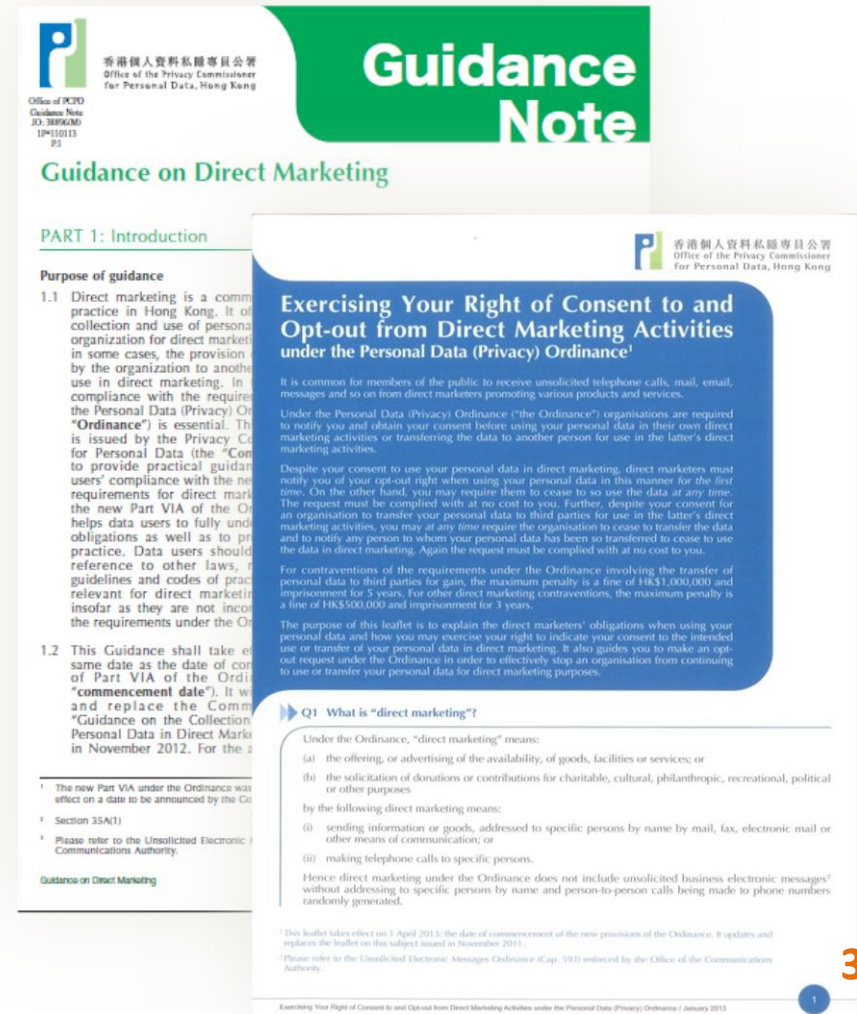 香港個人資料私隱專員公署
Office of the Privacy Commissioner
for Personal Data, Hong Kong
Office of PCPD
Guidance Note
JO: 38896(M)
1P*110113
P.1
Guidance
Note
Guidance on Direct Marketing
PART 1: Introduction
Purpose of guidance
1.1 Direct marketing is a comm
practice in Hong Kong. It of
collection and use of persona
organization for direct marketi
in some cases, the provision
by the organization to anothe
use in direct marketing. In
compliance with the require
the Personal Data (Privacy) Or
"Ordinance") is essential. Th
is issued by the Privacy Co
for Personal Data (the "Com
to provide practical guidan
users' compliance with the ne
requirements for direct mark
the new Part VIA of the Or
helps data users to fully unde
obligations as well as to pr
practice. Data users should
reference to other laws, r
guidelines and codes of prac
relevant for direct marketin
insofar as they are not incor
the requirements under the Or
1.2 This Guidance shall take ef
same date as the date of com
of Part VIA of the Ordi
"commencement date"). It wi
and replace the Comm
"Guidance on the Collection
Personal Data in Direct Marke
in November 2012. For the a
1 The new Part VIA under the Ordinance was
effect on a date to be announced by the Co
2 Section 35A(1)
3 Please refer to the Unsolicited Electronic
Communications Authority.
Guidance on Direct Marketing
香港個人資料私隱專員公署
Office of the Privacy Commissioner
for Personal Data, Hong Kong
Exercising Your Right of Consent to and
Opt-out from Direct Marketing Activities
under the Personal Data (Privacy) Ordinance¹
It is common for members of the public to receive unsolicited telephone calls, mail, email,
messages and so on from direct marketers promoting various products and services.
Under the Personal Data (Privacy) Ordinance ("the Ordinance") organisations are required
to notify you and obtain your consent before using your personal data in their own direct
marketing activities or transferring the data to another person for use in the latter's direct
marketing activities.
Despite your consent to use your personal data in direct marketing, direct marketers must
notify you of your opt-out right when using your personal data in this manner for the first
time. On the other hand, you may require them to cease to so use the data at any time.
The request must be complied with at no cost to you. Further, despite your consent for
an organisation to transfer your personal data to third parties for use in the latter's direct
marketing activities, you may at any time require the organisation to cease to transfer the data
and to notify any person to whom your personal data has been so transferred to cease to use
the data in direct marketing. Again the request must be complied with at no cost to you.
For contraventions of the requirements under the Ordinance involving the transfer of
personal data to third parties for gain, the maximum penalty is a fine of HK$1,000,000 and
imprisonment for 5 years. For other direct marketing contraventions, the maximum penalty is
a fine of HK$500,000 and imprisonment for 3 years.
The purpose of this leaflet is to explain the direct marketers' obligations when using your
personal data and how you may exercise your right to indicate your consent to the intended
use or transfer of your personal data in direct marketing. It also guides you to make an opt-
out request under the Ordinance in order to effectively stop an organisation from continuing
to use or transfer your personal data for direct marketing purposes.
Q1 What is "direct marketing"?
Under the Ordinance, "direct marketing" means:
(a) the offering, or advertising of the availability, of goods, facilities or services; or
(b) the solicitation of donations or contributions for charitable, cultural, philanthropic, recreational, political
or other purposes
by the following direct marketing means:
(i) sending information or goods, addressed to specific persons by name by mail, fax, electronic mail or
other means of communication; or
(ii) making telephone calls to specific persons.
Hence direct marketing under the Ordinance does not include unsolicited business electronic messages²
without addressing to specific persons by name and person-to-person calls being made to phone numbers
randomly generated.
¹ This leaflet takes effect on 1 April 2013; the date of commencement of the new provisions of the Ordinance. It updates and
replaces the leaflet on this subject issued in November 2011.
² Please refer to the Unsolicited Electronic Messages Ordinance (Cap. 593) enforced by the Office of the Communications
Authority.
Exercising Your Right of Consent to and Opt-out from Direct Marketing Activities under the Personal Data (Privacy) Ordinance / January 2013
1
3